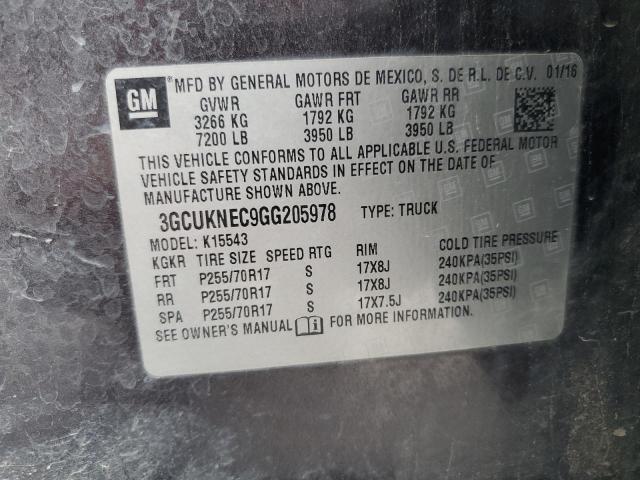 GM
® MFD BY GENERAL MOTORS DE MEXICO, S. DE R.L. DE C.V. 01/16
GVWR GAWR FRT GAWR RR
3266 KG 1792 KG 1792 KG
7200 LB 3950 LB 3950 LB
THIS VEHICLE CONFORMS TO ALL APPLICABLE U.S. FEDERAL MOTOR
VEHICLE SAFETY STANDARDS IN EFFECT ON THE DATE OF
MANUFACTURE SHOWN ABOVE.
3GCUKNEC9GG205978 TYPE: TRUCK
MODEL: K15543
KGKR TIRE SIZE SPEED RTG RIM COLD TIRE PRESSURE
FRT P255/70R17 S 17X8J 240KPA(35PSI)
RR P255/70R17 S 17X8J 240KPA(35PSI)
SPA P255/70R17 S 17X7.5J 240KPA(35PSI)
SEE OWNER'S MANUAL i FOR MORE INFORMATION.